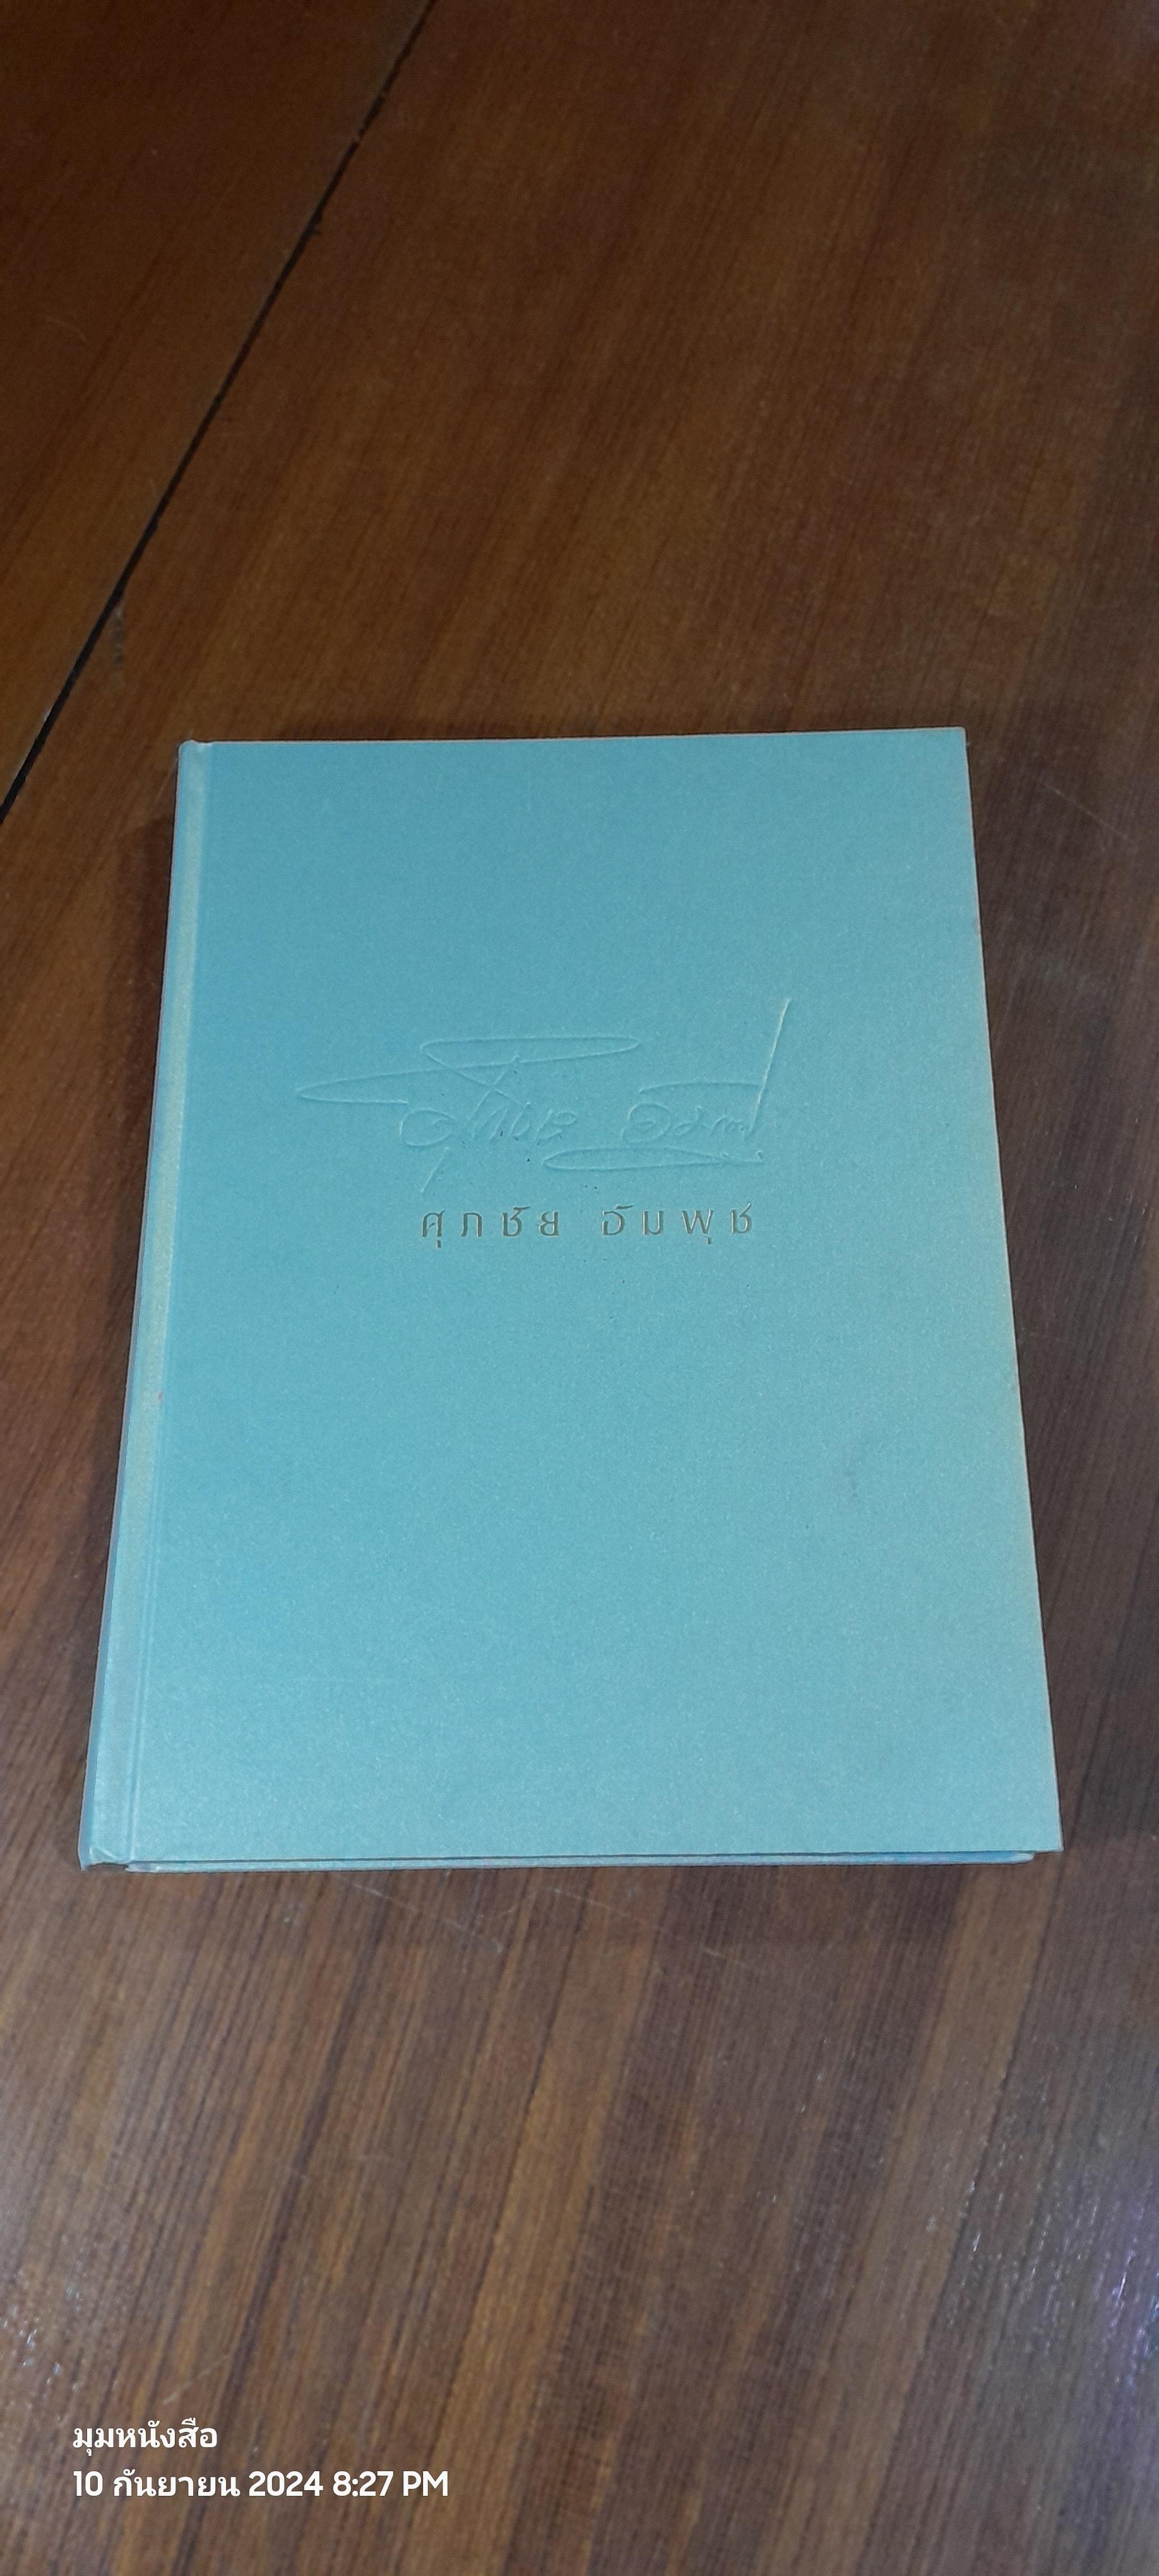 ศุภชัย อัมพุช
มุมหนังสือ
10 กันยายน 2024 8:27 PM